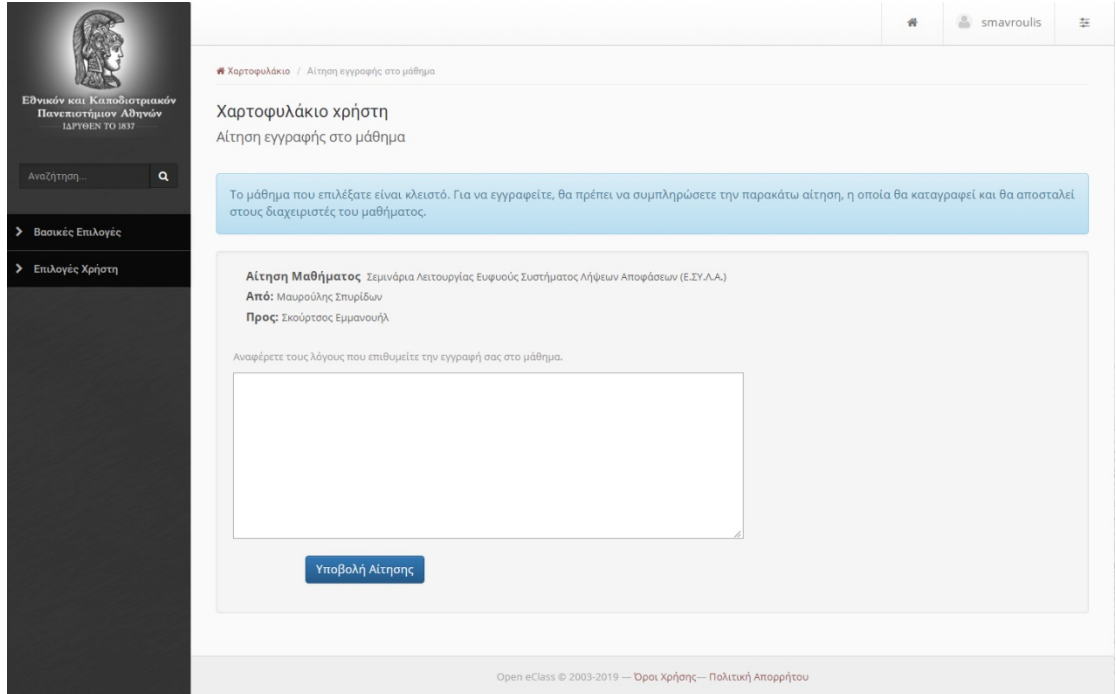 Εθνικόν και Καποδιστριακόν
Πανεπιστήμιον Αθηνών
ΙΔΡΥΘΕΝ ΤΟ 1837
Αναζήτηση...
Βασικές Επιλογές
Επιλογές Χρήστη
smavroulis
Χαρτοφυλάκιο / Αίτηση εγγραφής στο μάθημα
Χαρτοφυλάκιο χρήστη
Αίτηση εγγραφής στο μάθημα
Το μάθημα που επιλέξατε είναι κλειστό. Για να εγγραφείτε, θα πρέπει να συμπληρώσετε την παρακάτω αίτηση, η οποία θα καταγραφεί και θα αποσταλεί
στους διαχειριστές του μαθήματος.
Αίτηση Μαθήματος Σεμινάρια Λειτουργίας Ευφυούς Συστήματος Λήψεων Αποφάσεων (Ε.ΣΥ.Λ.Α.)
Από: Μαυρούλης Σπυρίδων
Προς: Σκούρτσος Εμμανουήλ
Αναφέρετε τους λόγους που επιθυμείτε την εγγραφή σας στο μάθημα.
Υποβολή Αίτησης
Open eClass © 2003-2019 — Όροι Χρήσης— Πολιτική Απορρήτου